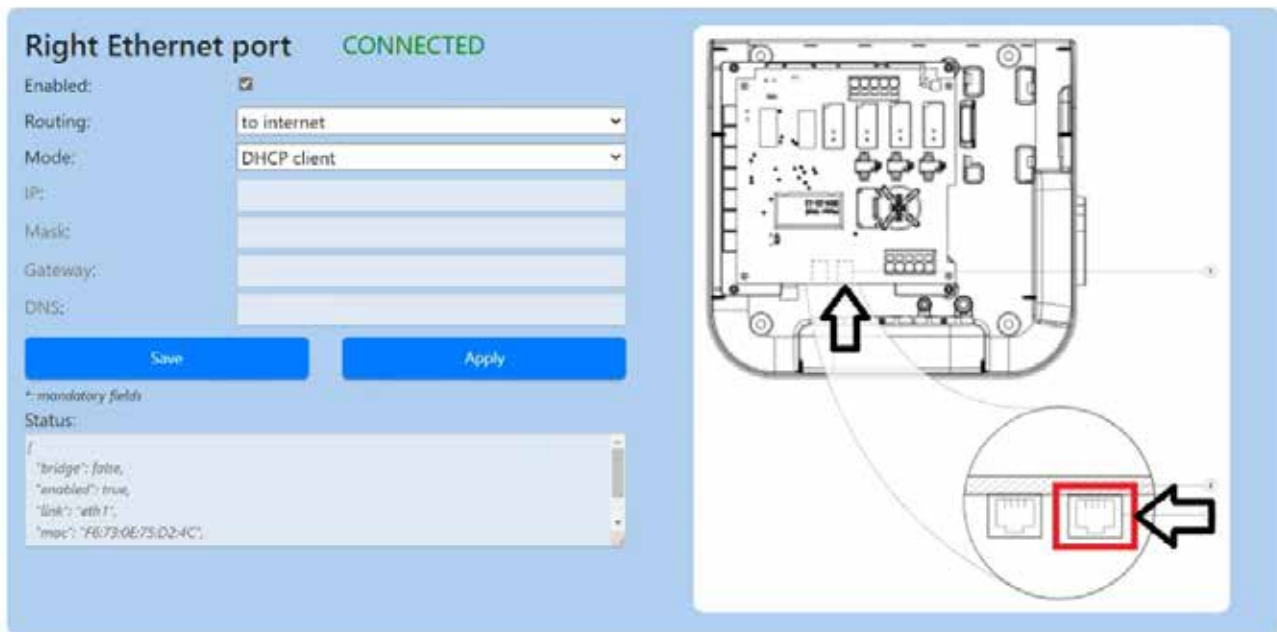 Right Ethernet port CONNECTED
Enabled:
Routing: to internet
Mode: DHCP client
IP:
Mask:
Gateway:
DNS:
Save Apply
*: mandatory fields
Status:
{
"bridge": false,
"enabled": true,
"link": "eth1",
"mac": "F6:73:0E:75:D2:4C",